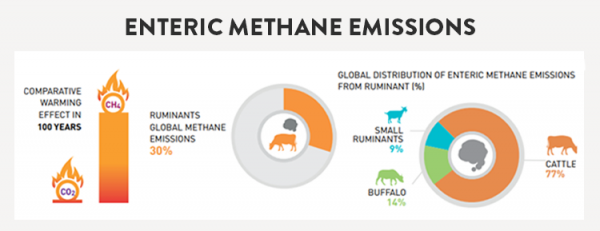 ENTERIC METHANE EMISSIONS
COMPARATIVE
WARMING
EFFECT IN
100 YEARS
CH₄
CO₂
RUMINANTS
GLOBAL METHANE
EMISSIONS
30%
GLOBAL DISTRIBUTION OF ENTERIC METHANE EMISSIONS
FROM RUMINANT (%)
SMALL
RUMINANTS
9%
BUFFALO
14%
CATTLE
77%